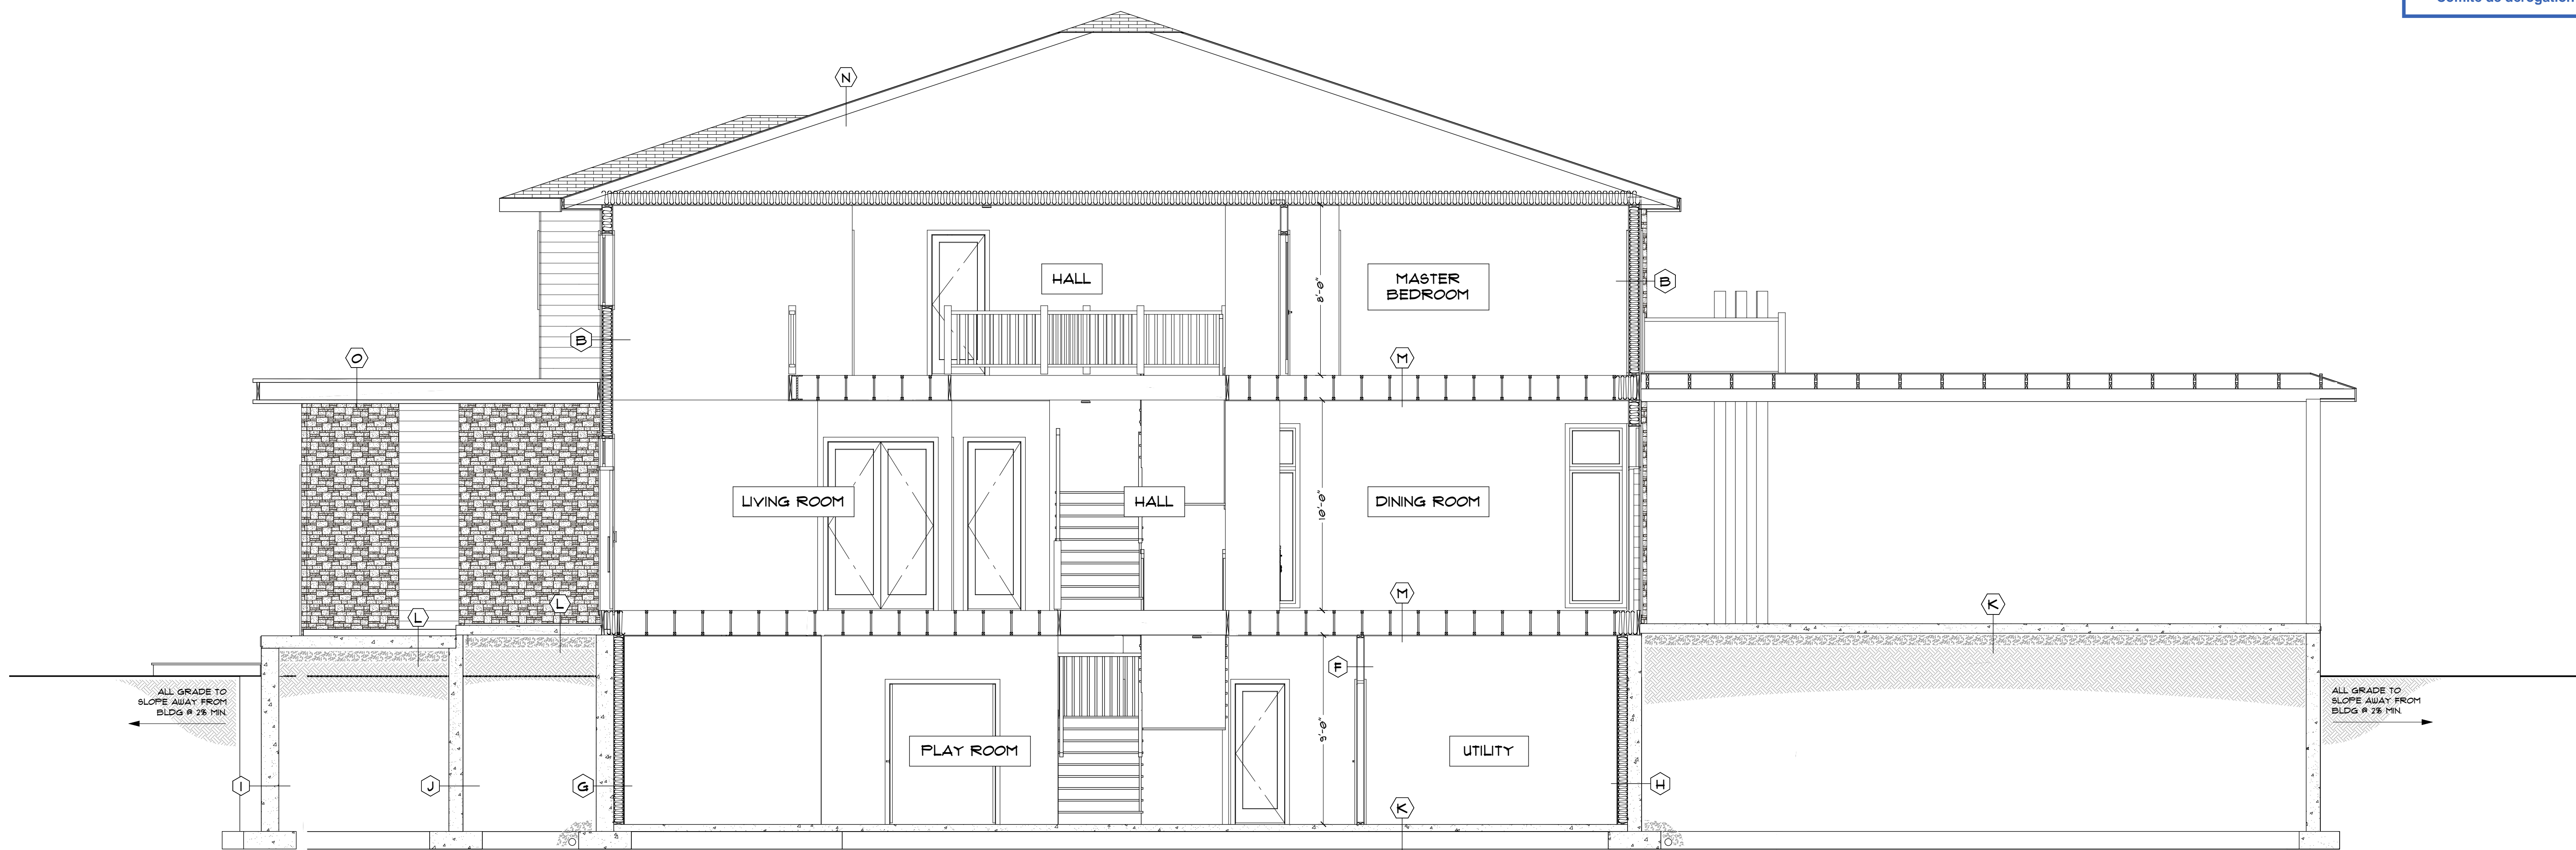 N
HALL
MASTER
BEDROOM
8'-0"
B
B
O
M
LIVING ROOM
HALL
DINING ROOM
10'-0"
M
L
L
K
F
ALL GRADE TO
SLOPE AWAY FROM
BLDG @ 2% MIN.
ALL GRADE TO
SLOPE AWAY FROM
BLDG @ 2% MIN.
9'-0"
PLAY ROOM
UTILITY
I
J
G
H
K